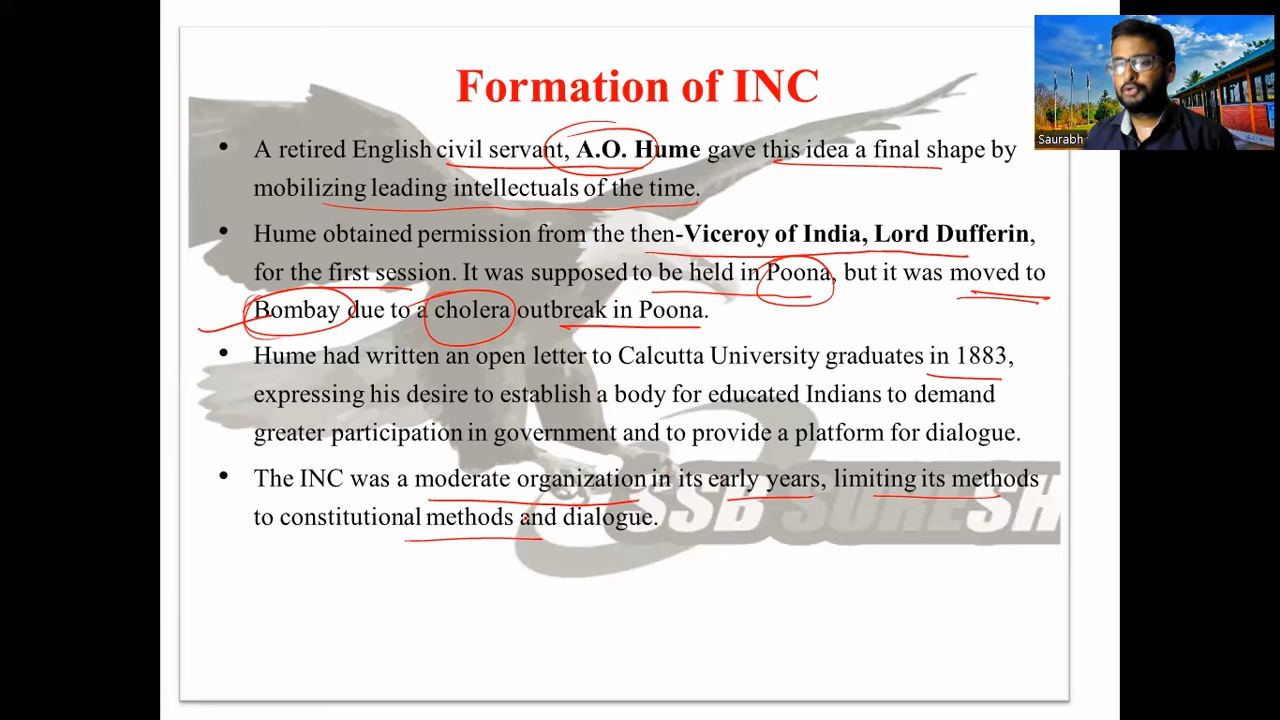 Formation of INC
Saurabh
• A retired English civil servant, A.O. Hume gave this idea a final shape by
mobilizing leading intellectuals of the time.
• Hume obtained permission from the then-Viceroy of India, Lord Dufferin,
for the first session. It was supposed to be held in Poona, but it was moved to
Bombay due to a cholera outbreak in Poona.
• Hume had written an open letter to Calcutta University graduates in 1883,
expressing his desire to establish a body for educated Indians to demand
greater participation in government and to provide a platform for dialogue.
• The INC was a moderate organization in its early years, limiting its methods
to constitutional methods and dialogue.
SSB SURESH